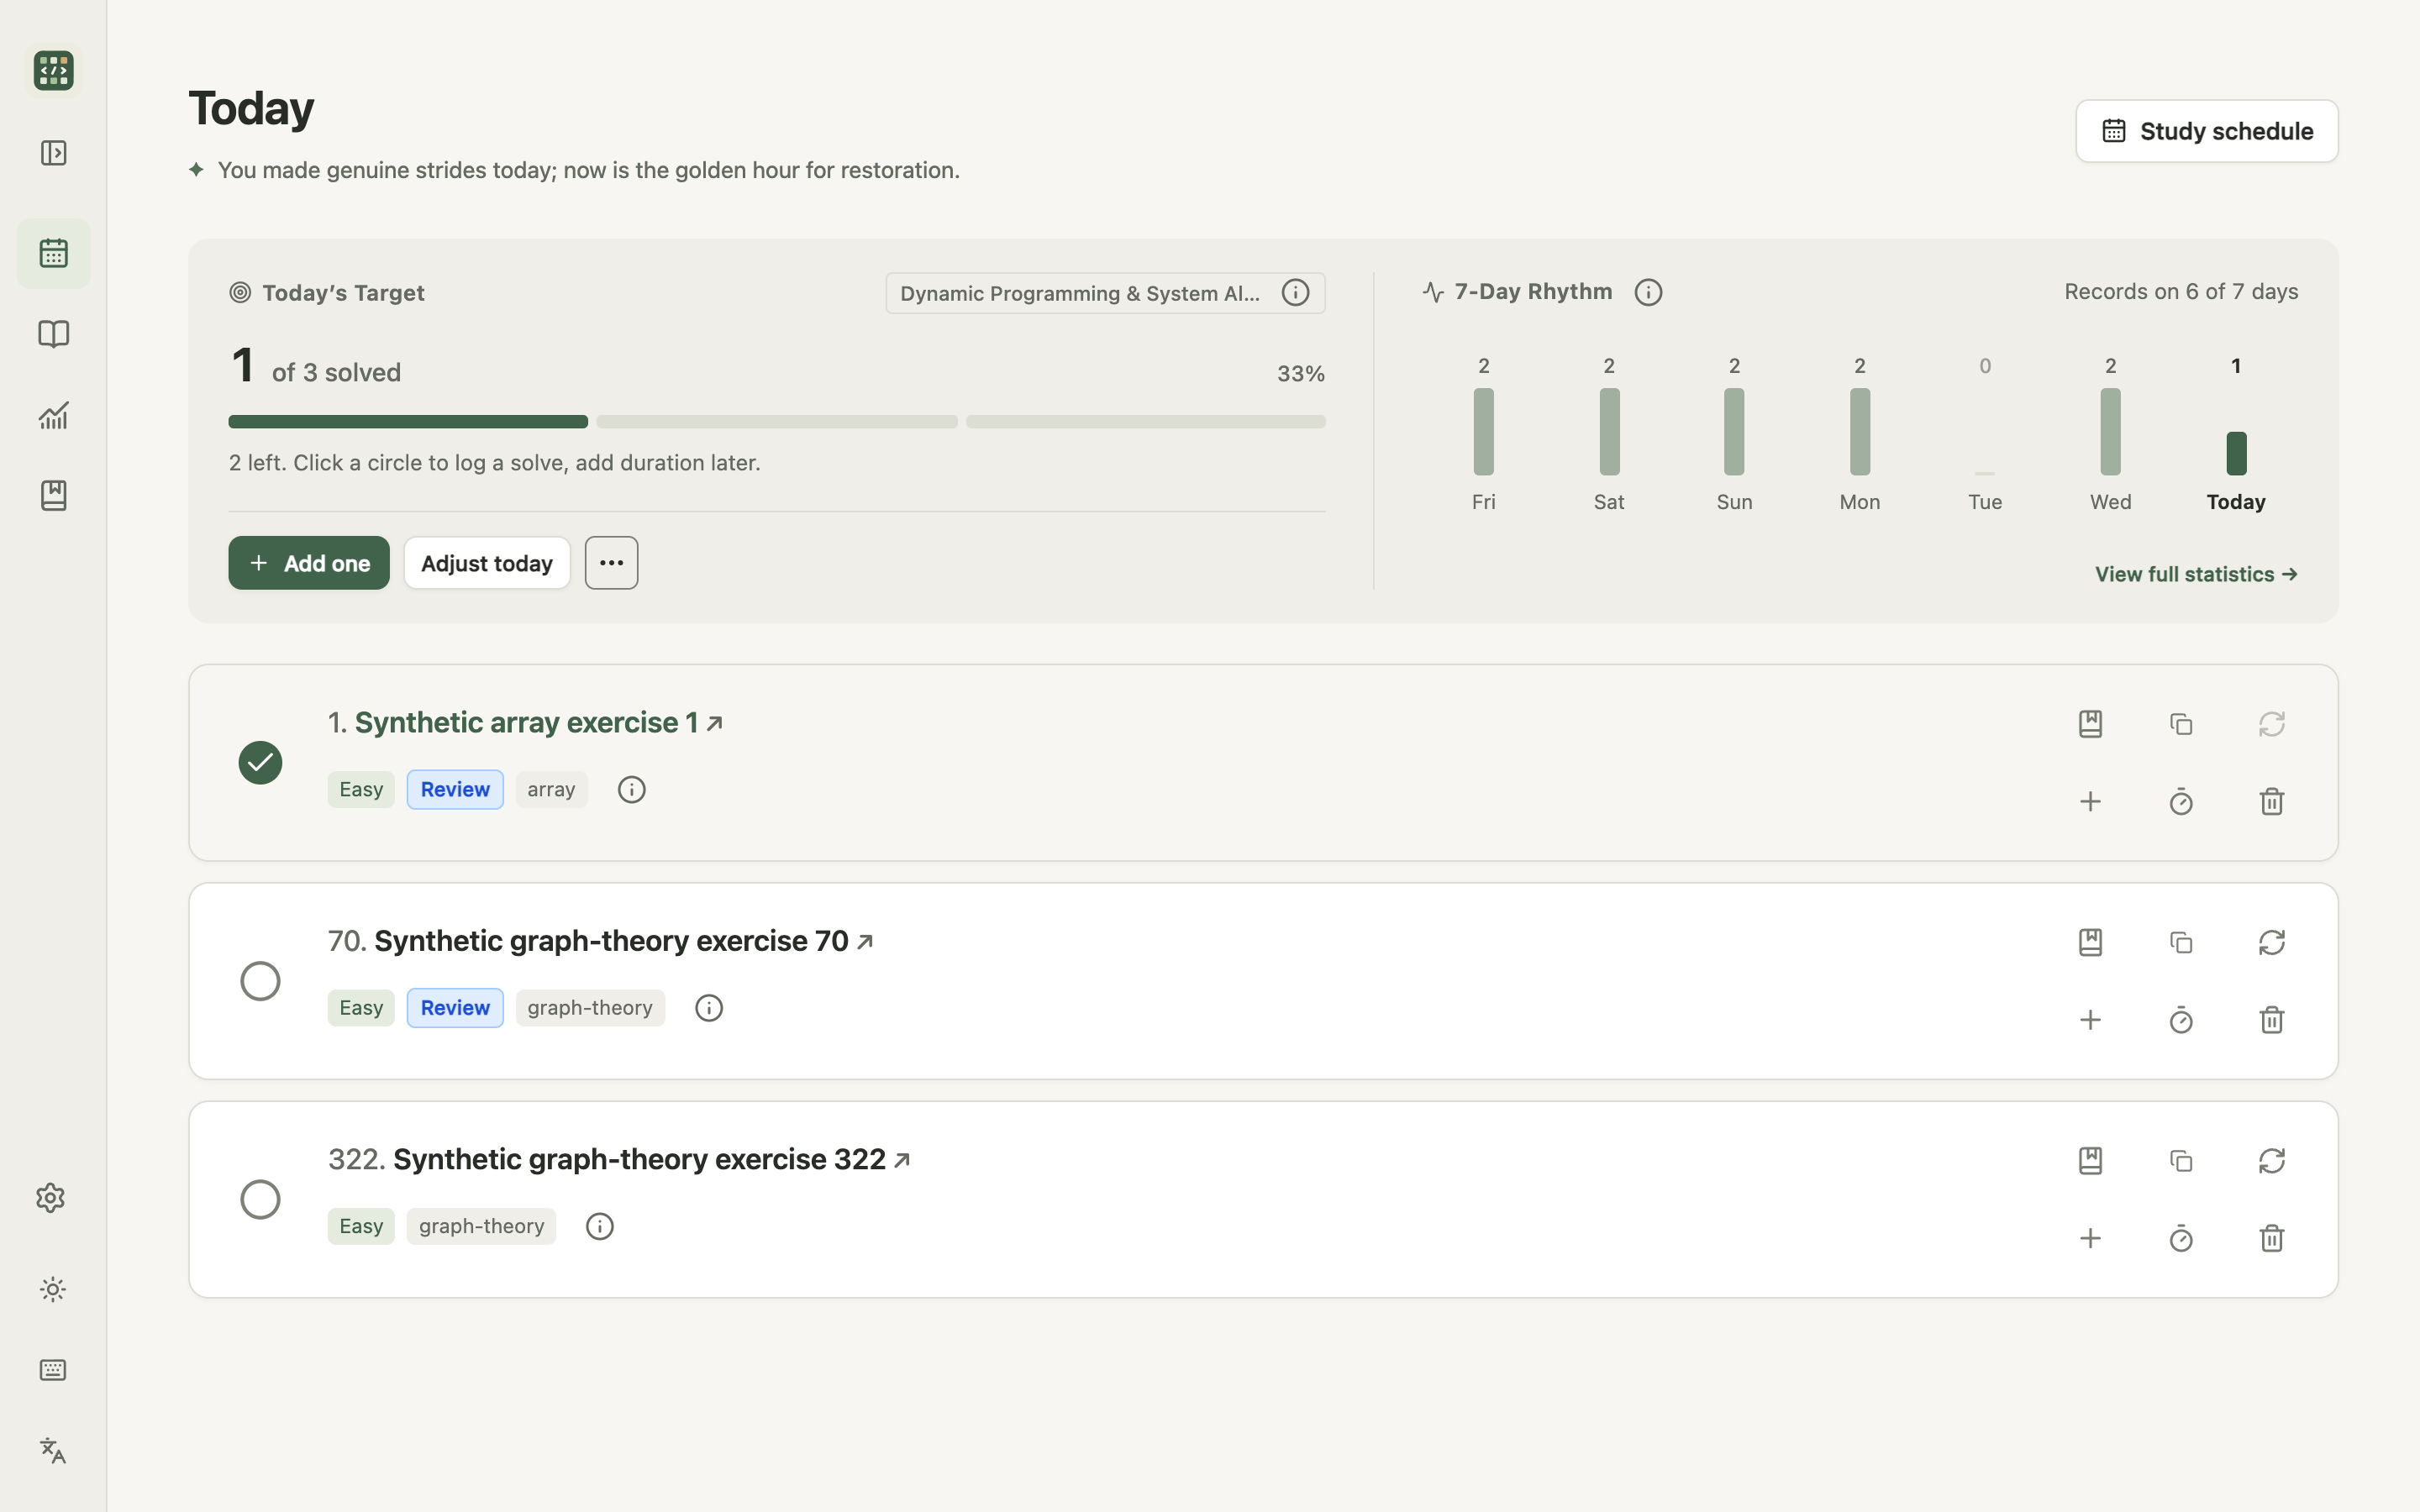 Today
Study schedule
You made genuine strides today; now is the golden hour for restoration.
Today's Target
Dynamic Programming & System Al...
1 of 3 solved
33%
2 left. Click a circle to log a solve, add duration later.
+ Add one
Adjust today
7-Day Rhythm
Records on 6 of 7 days
2 2 2 2 0 2 1
Fri Sat Sun Mon Tue Wed Today
View full statistics →
1. Synthetic array exercise 1
Easy Review array
70. Synthetic graph-theory exercise 70
Easy Review graph-theory
322. Synthetic graph-theory exercise 322
Easy graph-theory